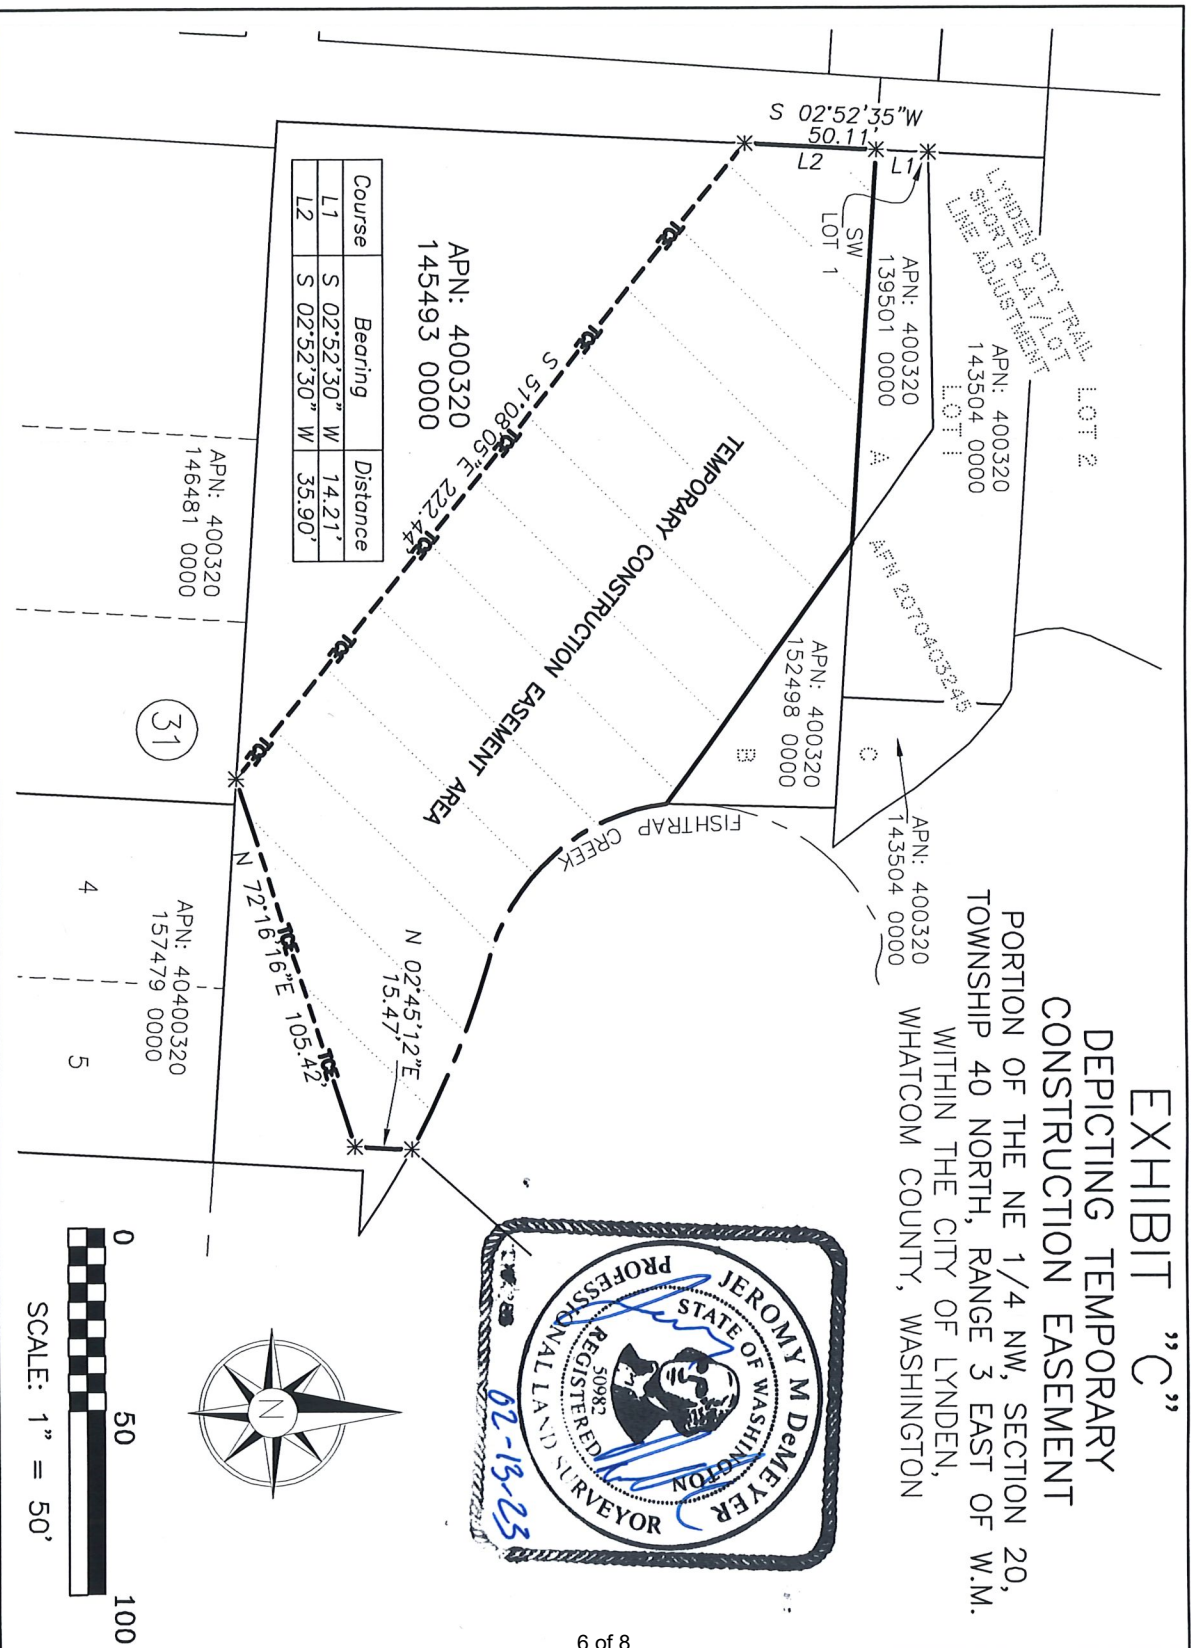 EXHIBIT "C"
DEPICTING TEMPORARY
CONSTRUCTION EASEMENT
PORTION OF THE NE 1/4 NW, SECTION 20,
TOWNSHIP 40 NORTH, RANGE 3 EAST OF W.M.
WITHIN THE CITY OF LYNDEN,
WHATCOM COUNTY, WASHINGTON
LYNDEN CITY TRAIL
SHORT PLAT/LOT
LINE ADJUSTMENT
LOT 2
APN: 400320
143504 0000
LOT 1
AFN 2070403245
APN: 400320
139501 0000
A
S 02°52'35"W
50.11'
L1
L2
SW
LOT 1
C
APN: 400320
143504 0000
APN: 400320
152498 0000
B
FISHTRAP CREEK
TEMPORARY CONSTRUCTION EASEMENT AREA
TCE
TCE
TCE
TCE
TCE
TCE
S 51°08'05"E 222.44'
APN: 400320
145493 0000
Course Bearing Distance
L1 S 02°52'30" W 14.21'
L2 S 02°52'30" W 35.90'
N 02°45'12"E
15.47'
N 72°16'16"E 105.42'
TCE
TCE
APN: 400320
146481 0000
31
4
APN: 40400320
157479 0000
5
JEROMY M DeMEYER
STATE OF WASHINGTON
50982
REGISTERED
PROFESSIONAL LAND SURVEYOR
02-13-23
N
0 50 100
SCALE: 1" = 50'
6 of 8